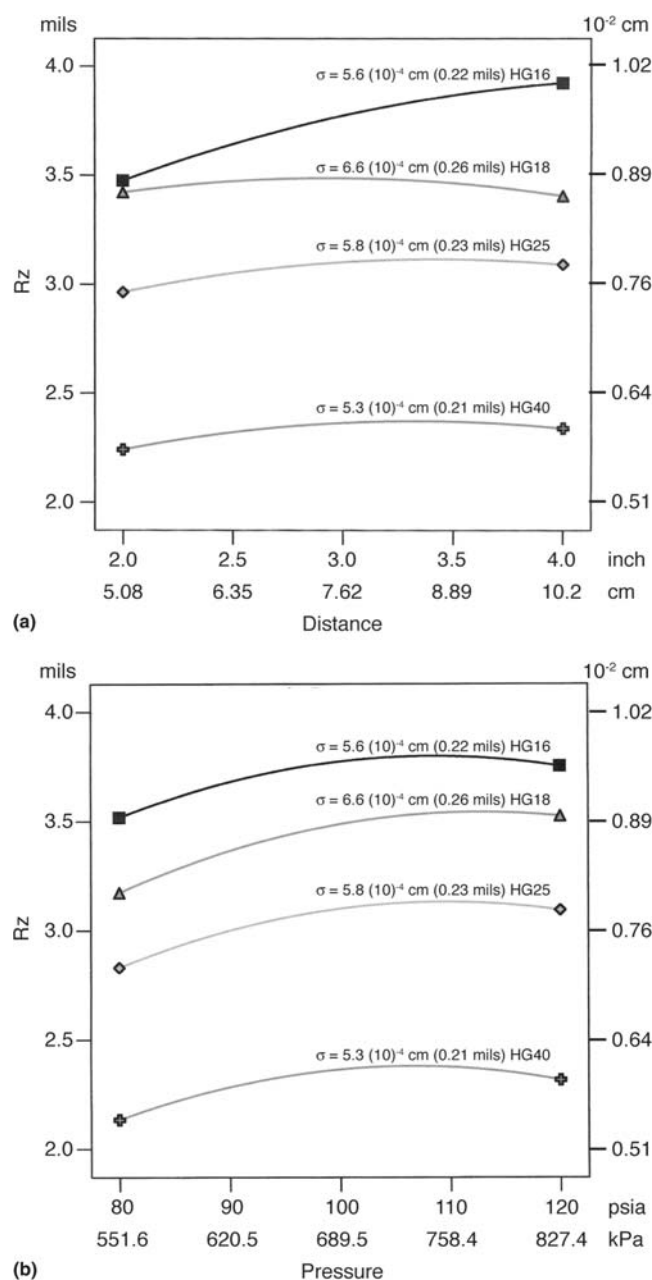 mils 10⁻² cm
4.0 1.02
σ = 5.6 (10)⁻⁴ cm (0.22 mils) HG16
3.5 0.89
σ = 6.6 (10)⁻⁴ cm (0.26 mils) HG18
σ = 5.8 (10)⁻⁴ cm (0.23 mils) HG25
Rz
3.0 0.76
2.5 0.64
σ = 5.3 (10)⁻⁴ cm (0.21 mils) HG40
2.0 0.51
2.0 2.5 3.0 3.5 4.0 inch
5.08 6.35 7.62 8.89 10.2 cm
(a) Distance
mils 10⁻² cm
4.0 1.02
σ = 5.6 (10)⁻⁴ cm (0.22 mils) HG16
σ = 6.6 (10)⁻⁴ cm (0.26 mils) HG18
3.5 0.89
σ = 5.8 (10)⁻⁴ cm (0.23 mils) HG25
Rz
3.0 0.76
2.5 0.64
σ = 5.3 (10)⁻⁴ cm (0.21 mils) HG40
2.0 0.51
80 90 100 110 120 psia
551.6 620.5 689.5 758.4 827.4 kPa
(b) Pressure